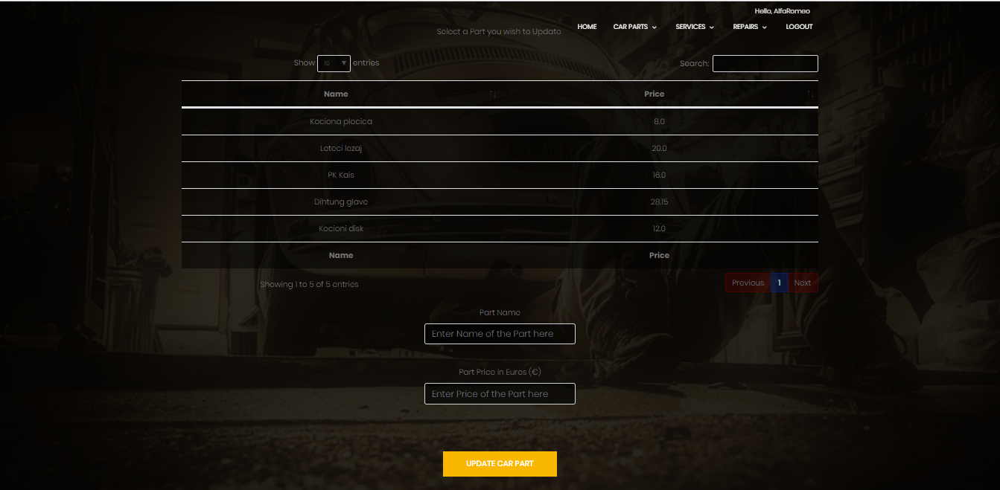 Hello, AlfaRomeo
HOME CAR PARTS SERVICES REPAIRS LOGOUT
Select a Part you wish to Update
Show 10 entries Search:
Name Price
Kociona plocica 8.0
Leteci lezaj 20.0
PK Kais 16.0
Dihtung glave 28.15
Kocioni disk 12.0
Name Price
Showing 1 to 5 of 5 entries Previous 1 Next
Part Name
Enter Name of the Part here
Part Price in Euros (€)
Enter Price of the Part here
UPDATE CAR PART